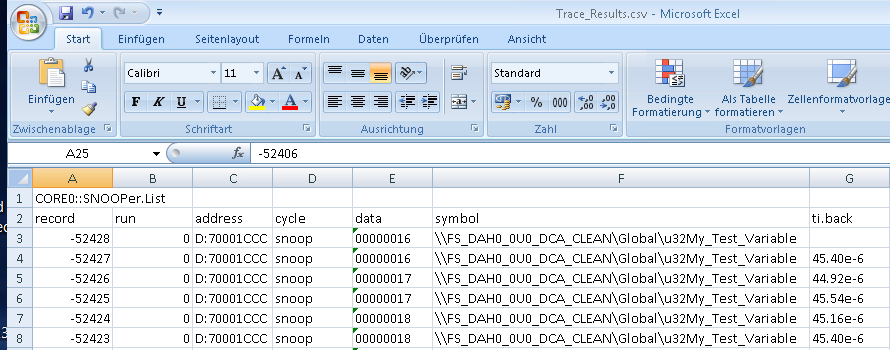 Trace_Results.csv - Microsoft Excel
Start Einfügen Seitenlayout Formeln Daten Überprüfen Ansicht
Einfügen
Zwischenablage
Calibri 11
F K U
Schriftart
Ausrichtung
Standard
% 000
Zahl
Bedingte Formatierung
Als Tabelle formatieren
Zellenformatvorlage
Formatvorlagen
A25 fx -52406
A B C D E F G
1 CORE0::SNOOPer.List
2 record run address cycle data symbol ti.back
3 -52428 0 D:70001CCC snoop 00000016 \\FS_DAH0_0U0_DCA_CLEAN\Global\u32My_Test_Variable
4 -52427 0 D:70001CCC snoop 00000016 \\FS_DAH0_0U0_DCA_CLEAN\Global\u32My_Test_Variable 45.40e-6
5 -52426 0 D:70001CCC snoop 00000017 \\FS_DAH0_0U0_DCA_CLEAN\Global\u32My_Test_Variable 44.92e-6
6 -52425 0 D:70001CCC snoop 00000017 \\FS_DAH0_0U0_DCA_CLEAN\Global\u32My_Test_Variable 45.54e-6
7 -52424 0 D:70001CCC snoop 00000018 \\FS_DAH0_0U0_DCA_CLEAN\Global\u32My_Test_Variable 45.16e-6
8 -52423 0 D:70001CCC snoop 00000018 \\FS_DAH0_0U0_DCA_CLEAN\Global\u32My_Test_Variable 45.40e-6